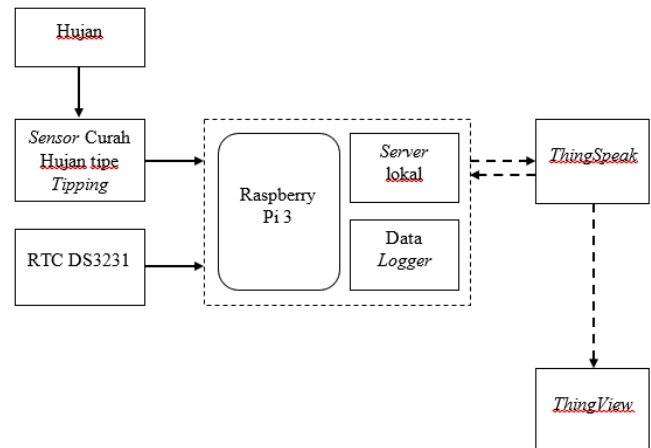 Hujan
Sensor Curah
Hujan tipe
Tipping
RTC DS3231
Raspberry
Pi 3
Server
lokal
Data
Logger
ThingSpeak
ThingView